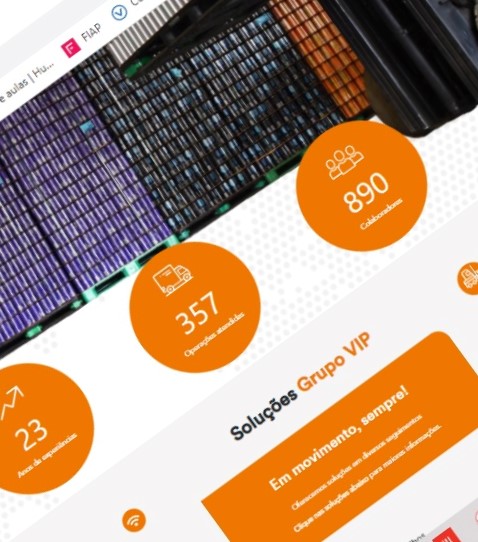 e aulas | Hu...
FIAP
890
Colaboradores
357
Operações atendidas
23
Anos de experiência
Soluções Grupo VIP
Em movimento, sempre!
Oferecemos soluções em diversos seguimentos
Clique nas soluções abaixo para maiores informações.